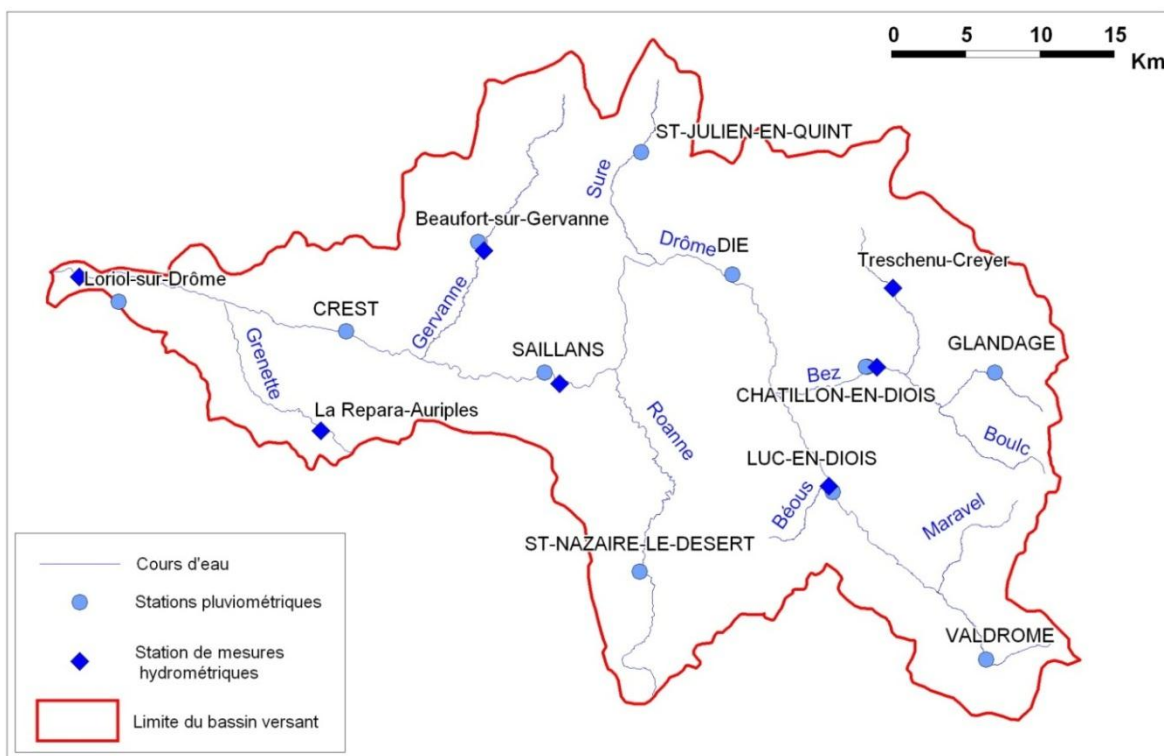 0 5 10 15
Km
ST-JULIEN-EN-QUINT
Sure
Beaufort-sur-Gervanne
Drôme
DIE
Treschenu-Creyer
Loriol-sur-Drôme
CREST
Gervanne
Grenette
SAILLANS
GLANDAGE
Bez
CHATILLON-EN-DIOIS
La Repara-Auriples
Roanne
Boulc
LUC-EN-DIOIS
Béous
Maravel
ST-NAZAIRE-LE-DESERT
VALDROME
Cours d'eau
Stations pluviométriques
Station de mesures
hydrométriques
Limite du bassin versant